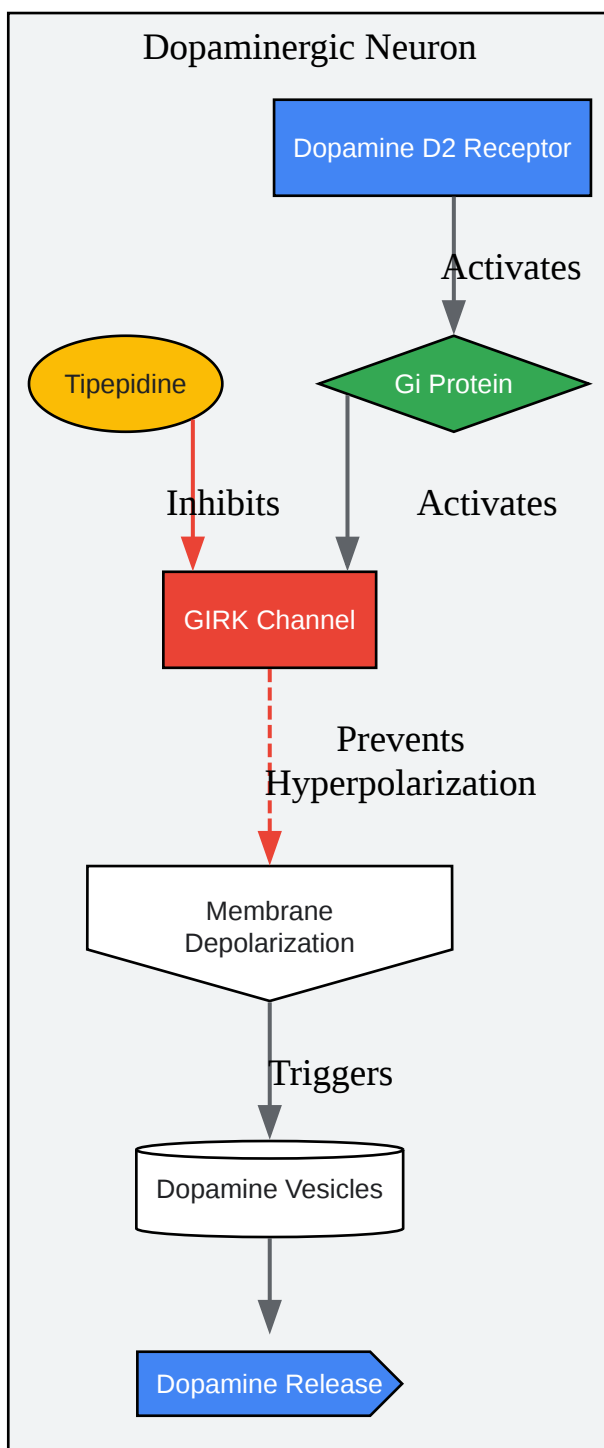 Dopaminergic Neuron
Dopamine D2 Receptor
Activates
Tipepidine
Gi Protein
Inhibits
Activates
GIRK Channel
Prevents
Hyperpolarization
Membrane
Depolarization
Triggers
Dopamine Vesicles
Dopamine Release